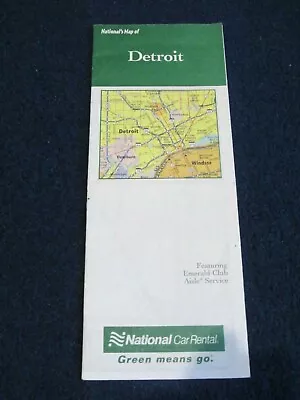 National's Map of
Detroit
Detroit
Dearborn
Windsor
Featuring
Emerald Club
Aisle® Service
National Car Rental®
Green means go.®